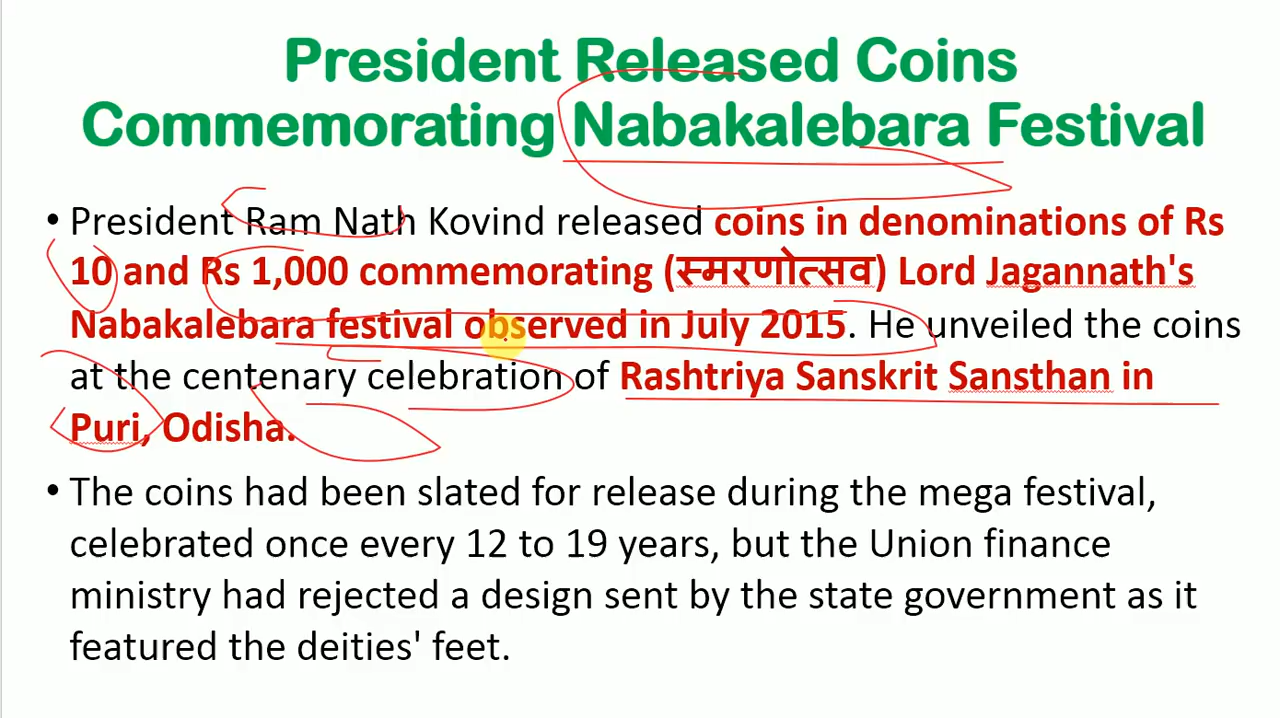 President Released Coins
Commemorating Nabakalebara Festival
• President Ram Nath Kovind released coins in denominations of Rs
10 and Rs 1,000 commemorating (स्मरणोत्सव) Lord Jagannath's
Nabakalebara festival observed in July 2015. He unveiled the coins
at the centenary celebration of Rashtriya Sanskrit Sansthan in
Puri, Odisha.
• The coins had been slated for release during the mega festival,
celebrated once every 12 to 19 years, but the Union finance
ministry had rejected a design sent by the state government as it
featured the deities' feet.